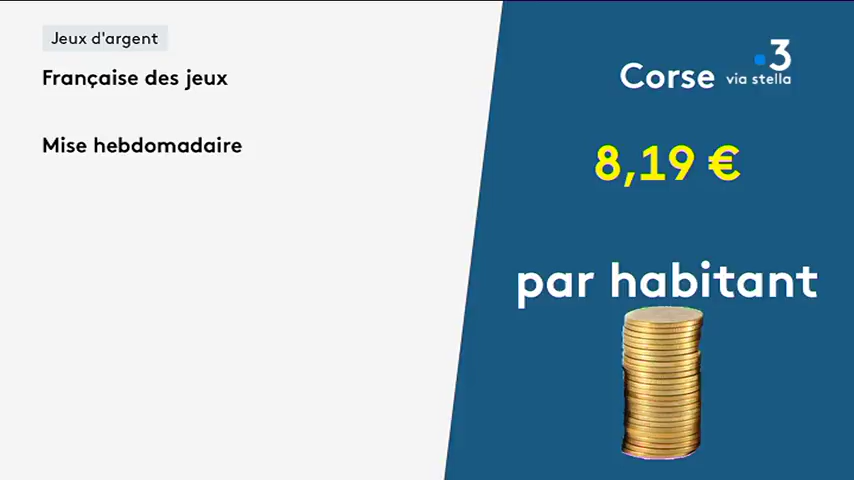 Jeux d'argent
Française des jeux
Mise hebdomadaire
Corse
3
via stella
8,19 €
par habitant